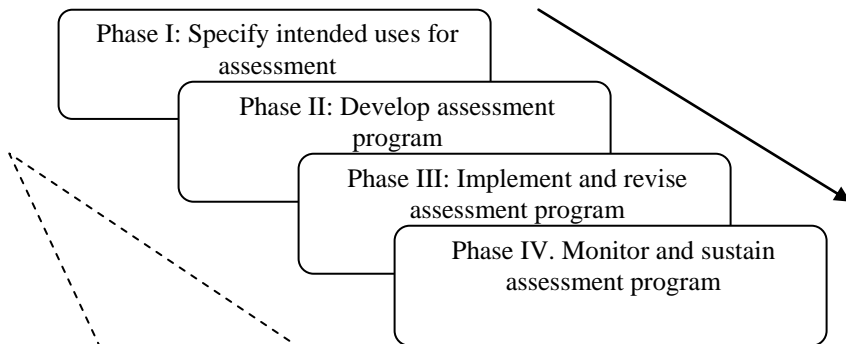 Phase I: Specify intended uses for
assessment
Phase II: Develop assessment
program
Phase III: Implement and revise
assessment program
Phase IV. Monitor and sustain
assessment program